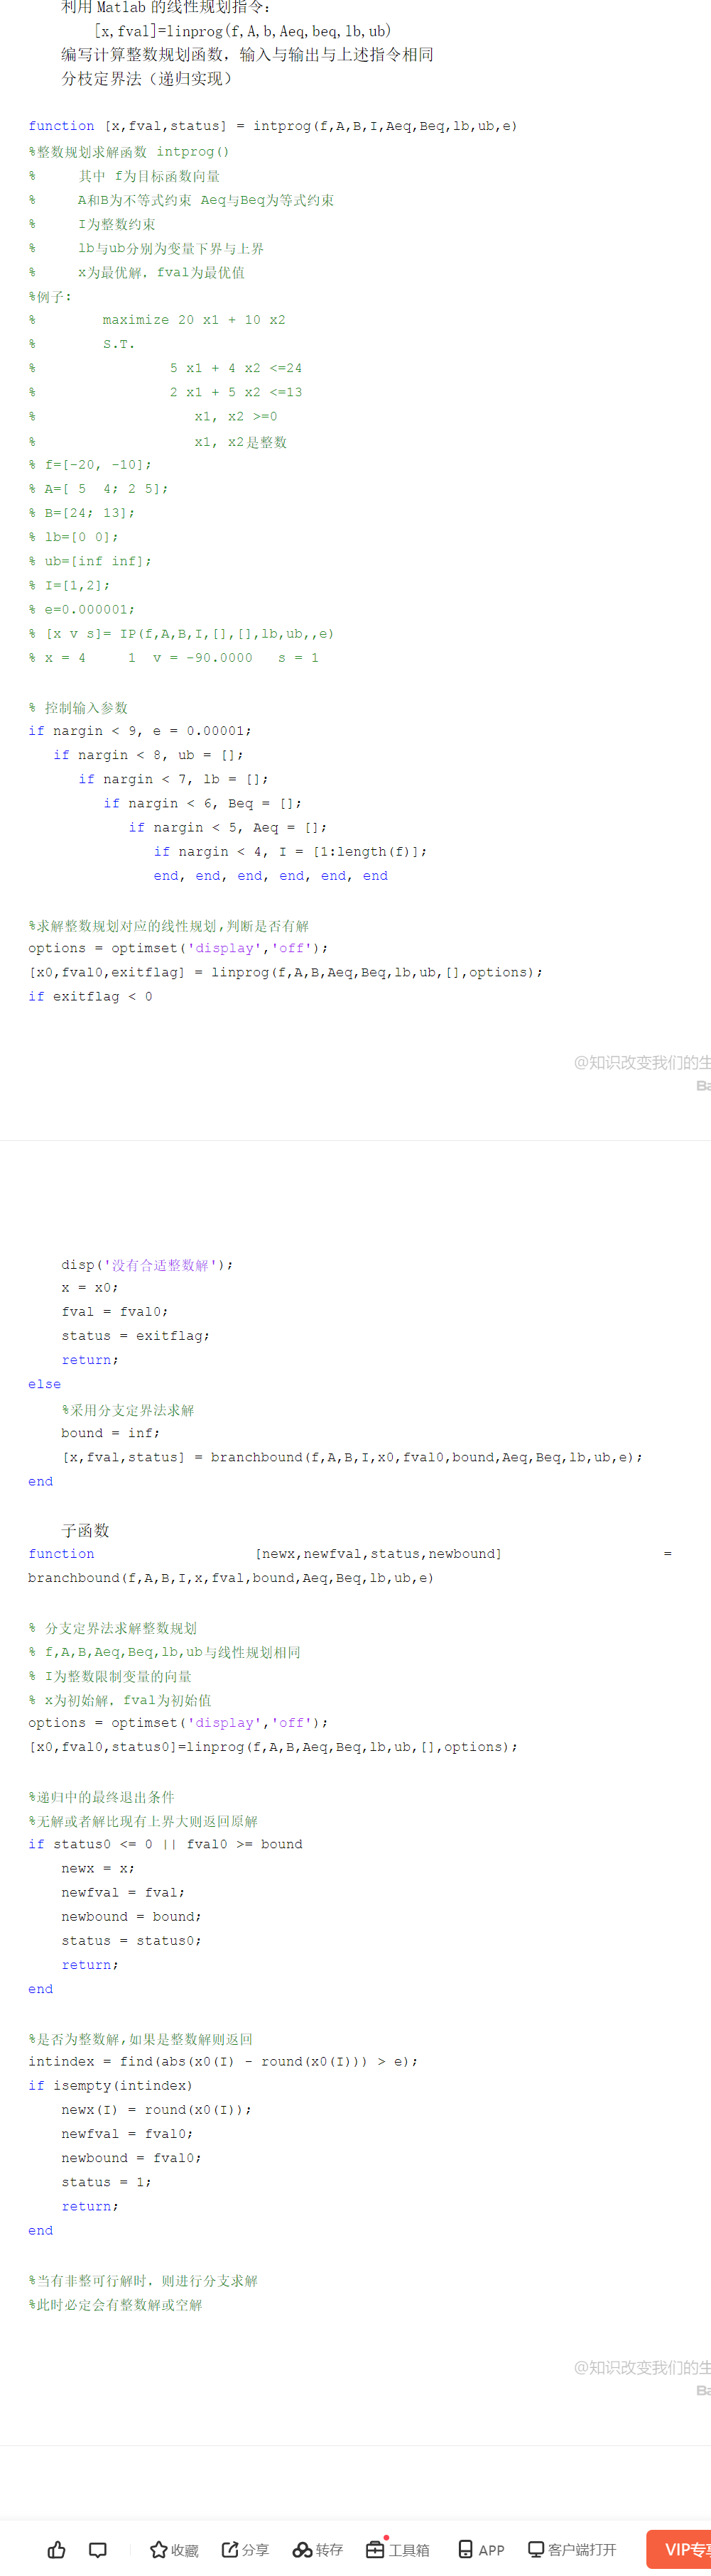 利用 Matlab 的线性规划指令：
[x,fval]=linprog(f,A,b,Aeq,beq,lb,ub)
编写计算整数规划函数，输入与输出与上述指令相同
分枝定界法（递归实现）
function [x,fval,status] = intprog(f,A,B,I,Aeq,Beq,lb,ub,e)
%整数规划求解函数 intprog()
%     其中 f为目标函数向量
%     A和B为不等式约束 Aeq与Beq为等式约束
%     I为整数约束
%     lb与ub分别为变量下界与上界
%     x为最优解，fval为最优值
%例子:
%        maximize 20 x1 + 10 x2
%        S.T.
%                5 x1 + 4 x2 <=24
%                2 x1 + 5 x2 <=13
%                   x1, x2 >=0
%                   x1, x2是整数
% f=[-20, -10];
% A=[ 5  4; 2 5];
% B=[24; 13];
% lb=[0 0];
% ub=[inf inf];
% I=[1,2];
% e=0.000001;
% [x v s]= IP(f,A,B,I,[],[],lb,ub,,e)
% x = 4     1  v = -90.0000   s = 1
% 控制输入参数
if nargin < 9, e = 0.00001;
if nargin < 8, ub = [];
if nargin < 7, lb = [];
if nargin < 6, Beq = [];
if nargin < 5, Aeq = [];
if nargin < 4, I = [1:length(f)];
end, end, end, end, end, end
%求解整数规划对应的线性规划,判断是否有解
options = optimset('display','off');
[x0,fval0,exitflag] = linprog(f,A,B,Aeq,Beq,lb,ub,[],options);
if exitflag < 0
@知识改变我们的生
Ba
disp('没有合适整数解');
x = x0;
fval = fval0;
status = exitflag;
return;
else
%采用分支定界法求解
bound = inf;
[x,fval,status] = branchbound(f,A,B,I,x0,fval0,bound,Aeq,Beq,lb,ub,e);
end
子函数
function [newx,newfval,status,newbound] =
branchbound(f,A,B,I,x,fval,bound,Aeq,Beq,lb,ub,e)
% 分支定界法求解整数规划
% f,A,B,Aeq,Beq,lb,ub与线性规划相同
% I为整数限制变量的向量
% x为初始解，fval为初始值
options = optimset('display','off');
[x0,fval0,status0]=linprog(f,A,B,Aeq,Beq,lb,ub,[],options);
%递归中的最终退出条件
%无解或者解比现有上界大则返回原解
if status0 <= 0 || fval0 >= bound
newx = x;
newfval = fval;
newbound = bound;
status = status0;
return;
end
%是否为整数解,如果是整数解则返回
intindex = find(abs(x0(I) - round(x0(I))) > e);
if isempty(intindex)
newx(I) = round(x0(I));
newfval = fval0;
newbound = fval0;
status = 1;
return;
end
%当有非整可行解时，则进行分支求解
%此时必定会有整数解或空解
@知识改变我们的生
Ba
收藏 分享 转存 工具箱 APP 客户端打开 VIP专享